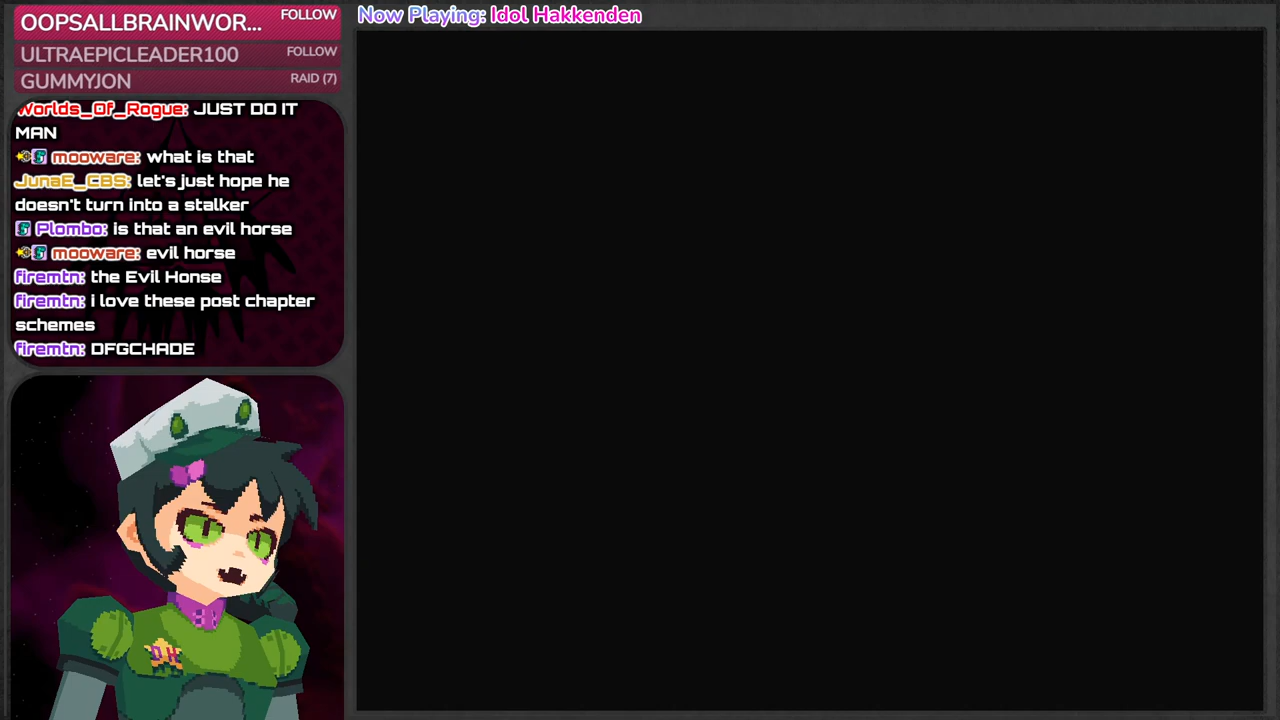 OOPSALLBRAINWOR... FOLLOW
ULTRAEPICLEADER100 FOLLOW
GUMMYJON RAID (7)
Now Playing: Idol Hakkenden
Worlds_Of_Rogue: JUST DO IT
MAN
mooware: what is that
JunaE_CBS: let's just hope he
doesn't turn into a stalker
Plombo: is that an evil horse
mooware: evil horse
firemtn: the Evil Honse
firemtn: i love these post chapter
schemes
firemtn: DFGCHADE